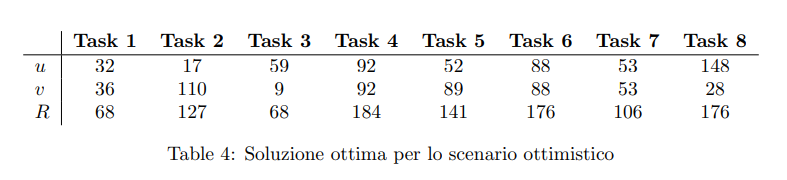 Task 1 Task 2 Task 3 Task 4 Task 5 Task 6 Task 7 Task 8
u 32 17 59 92 52 88 53 148
v 36 110 9 92 89 88 53 28
R 68 127 68 184 141 176 106 176
Table 4: Soluzione ottima per lo scenario ottimistico